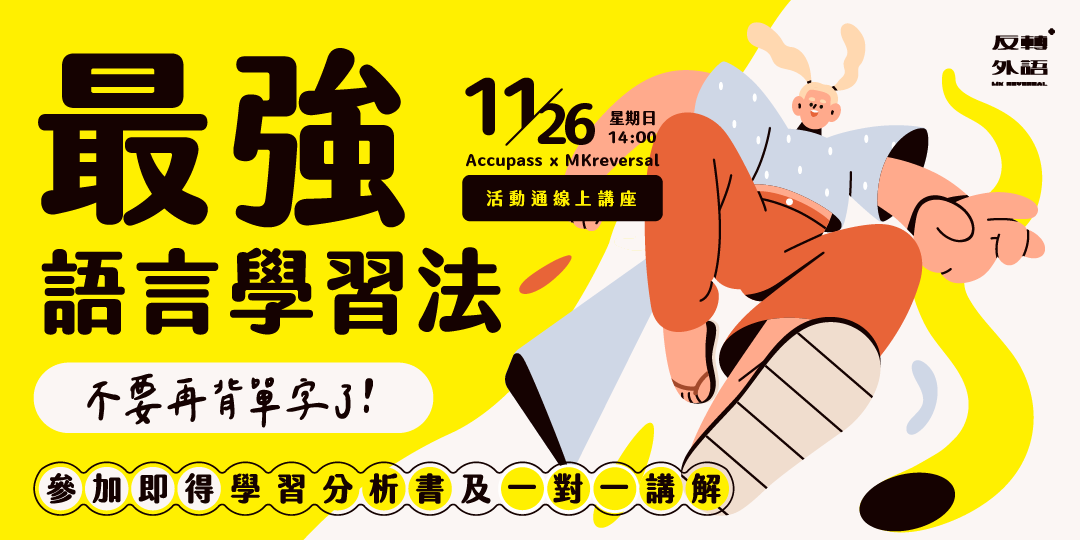 最強
語言學習法
11/26 星期日
14:00
Accupass x MKreversal
活動通線上講座
不要再背單字了!
參加即得學習分析書及一對一講解
反轉
外語
MK REVERSAL